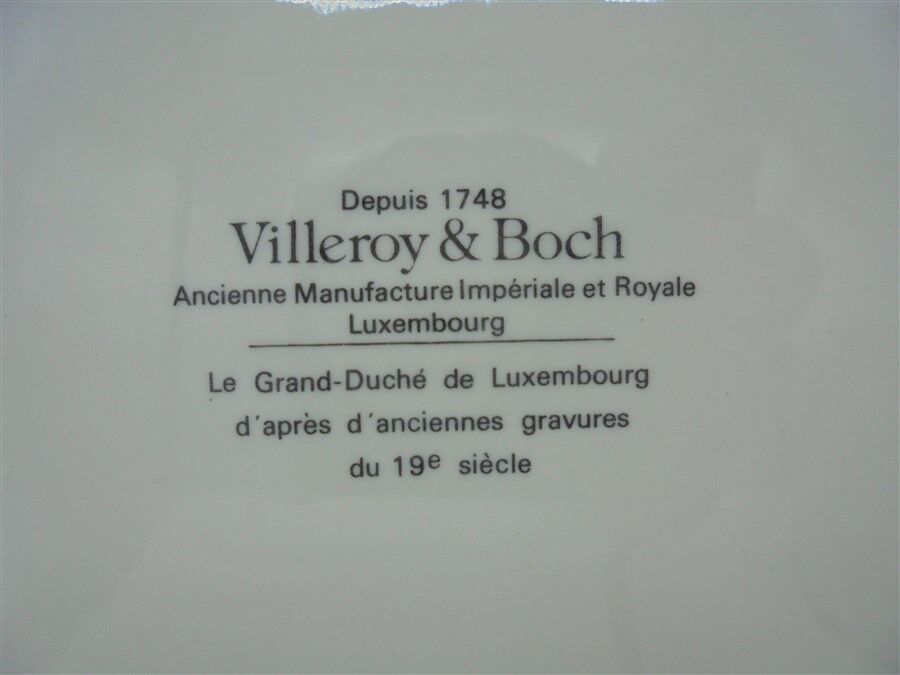 Depuis 1748
Villeroy & Boch
Ancienne Manufacture Impériale et Royale
Luxembourg
Le Grand-Duché de Luxembourg
d'après d'anciennes gravures
du 19e siècle